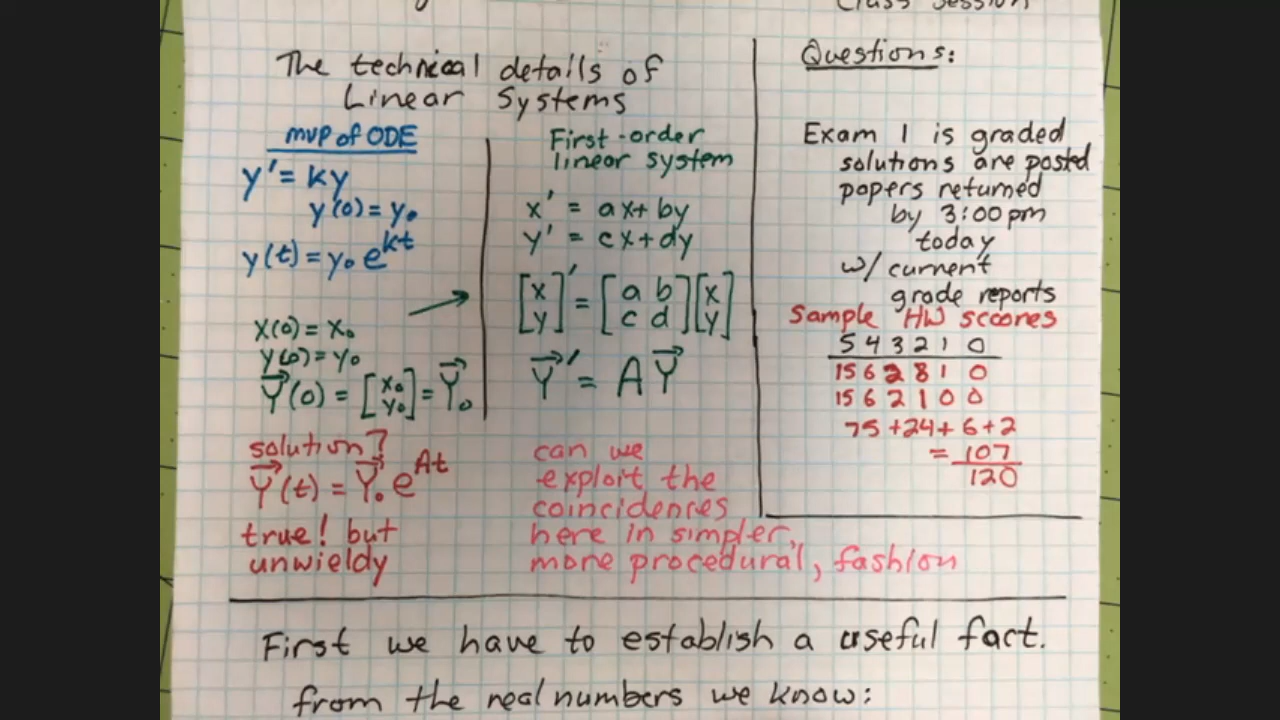 Class Session
The technical details of
Linear Systems
mvp of ODE
y' = ky
y(0) = y₀
y(t) = y₀ e^{kt}
x(0) = x₀
y(0) = y₀
Y⃗(0) = [x₀ y₀] = Y⃗₀
solution?
Y⃗(t) = Y⃗₀ e^{At}
true! but
unwieldy
First-order
linear system
x' = ax + by
y' = cx + dy
[x y]' = [a b c d][x y]
Y⃗' = A Y⃗
can we
exploit the
coincidences
here in simpler,
more procedural, fashion
Questions:
Exam 1 is graded
solutions are posted
papers returned
by 3:00 pm
today
w/ current
grade reports
Sample HW scores
5 4 3 2 1 0
15 6 2 8 1 0
15 6 2 1 0 0
75 + 24 + 6 + 2
= 107
120
First we have to establish a useful fact.
from the real numbers we know: